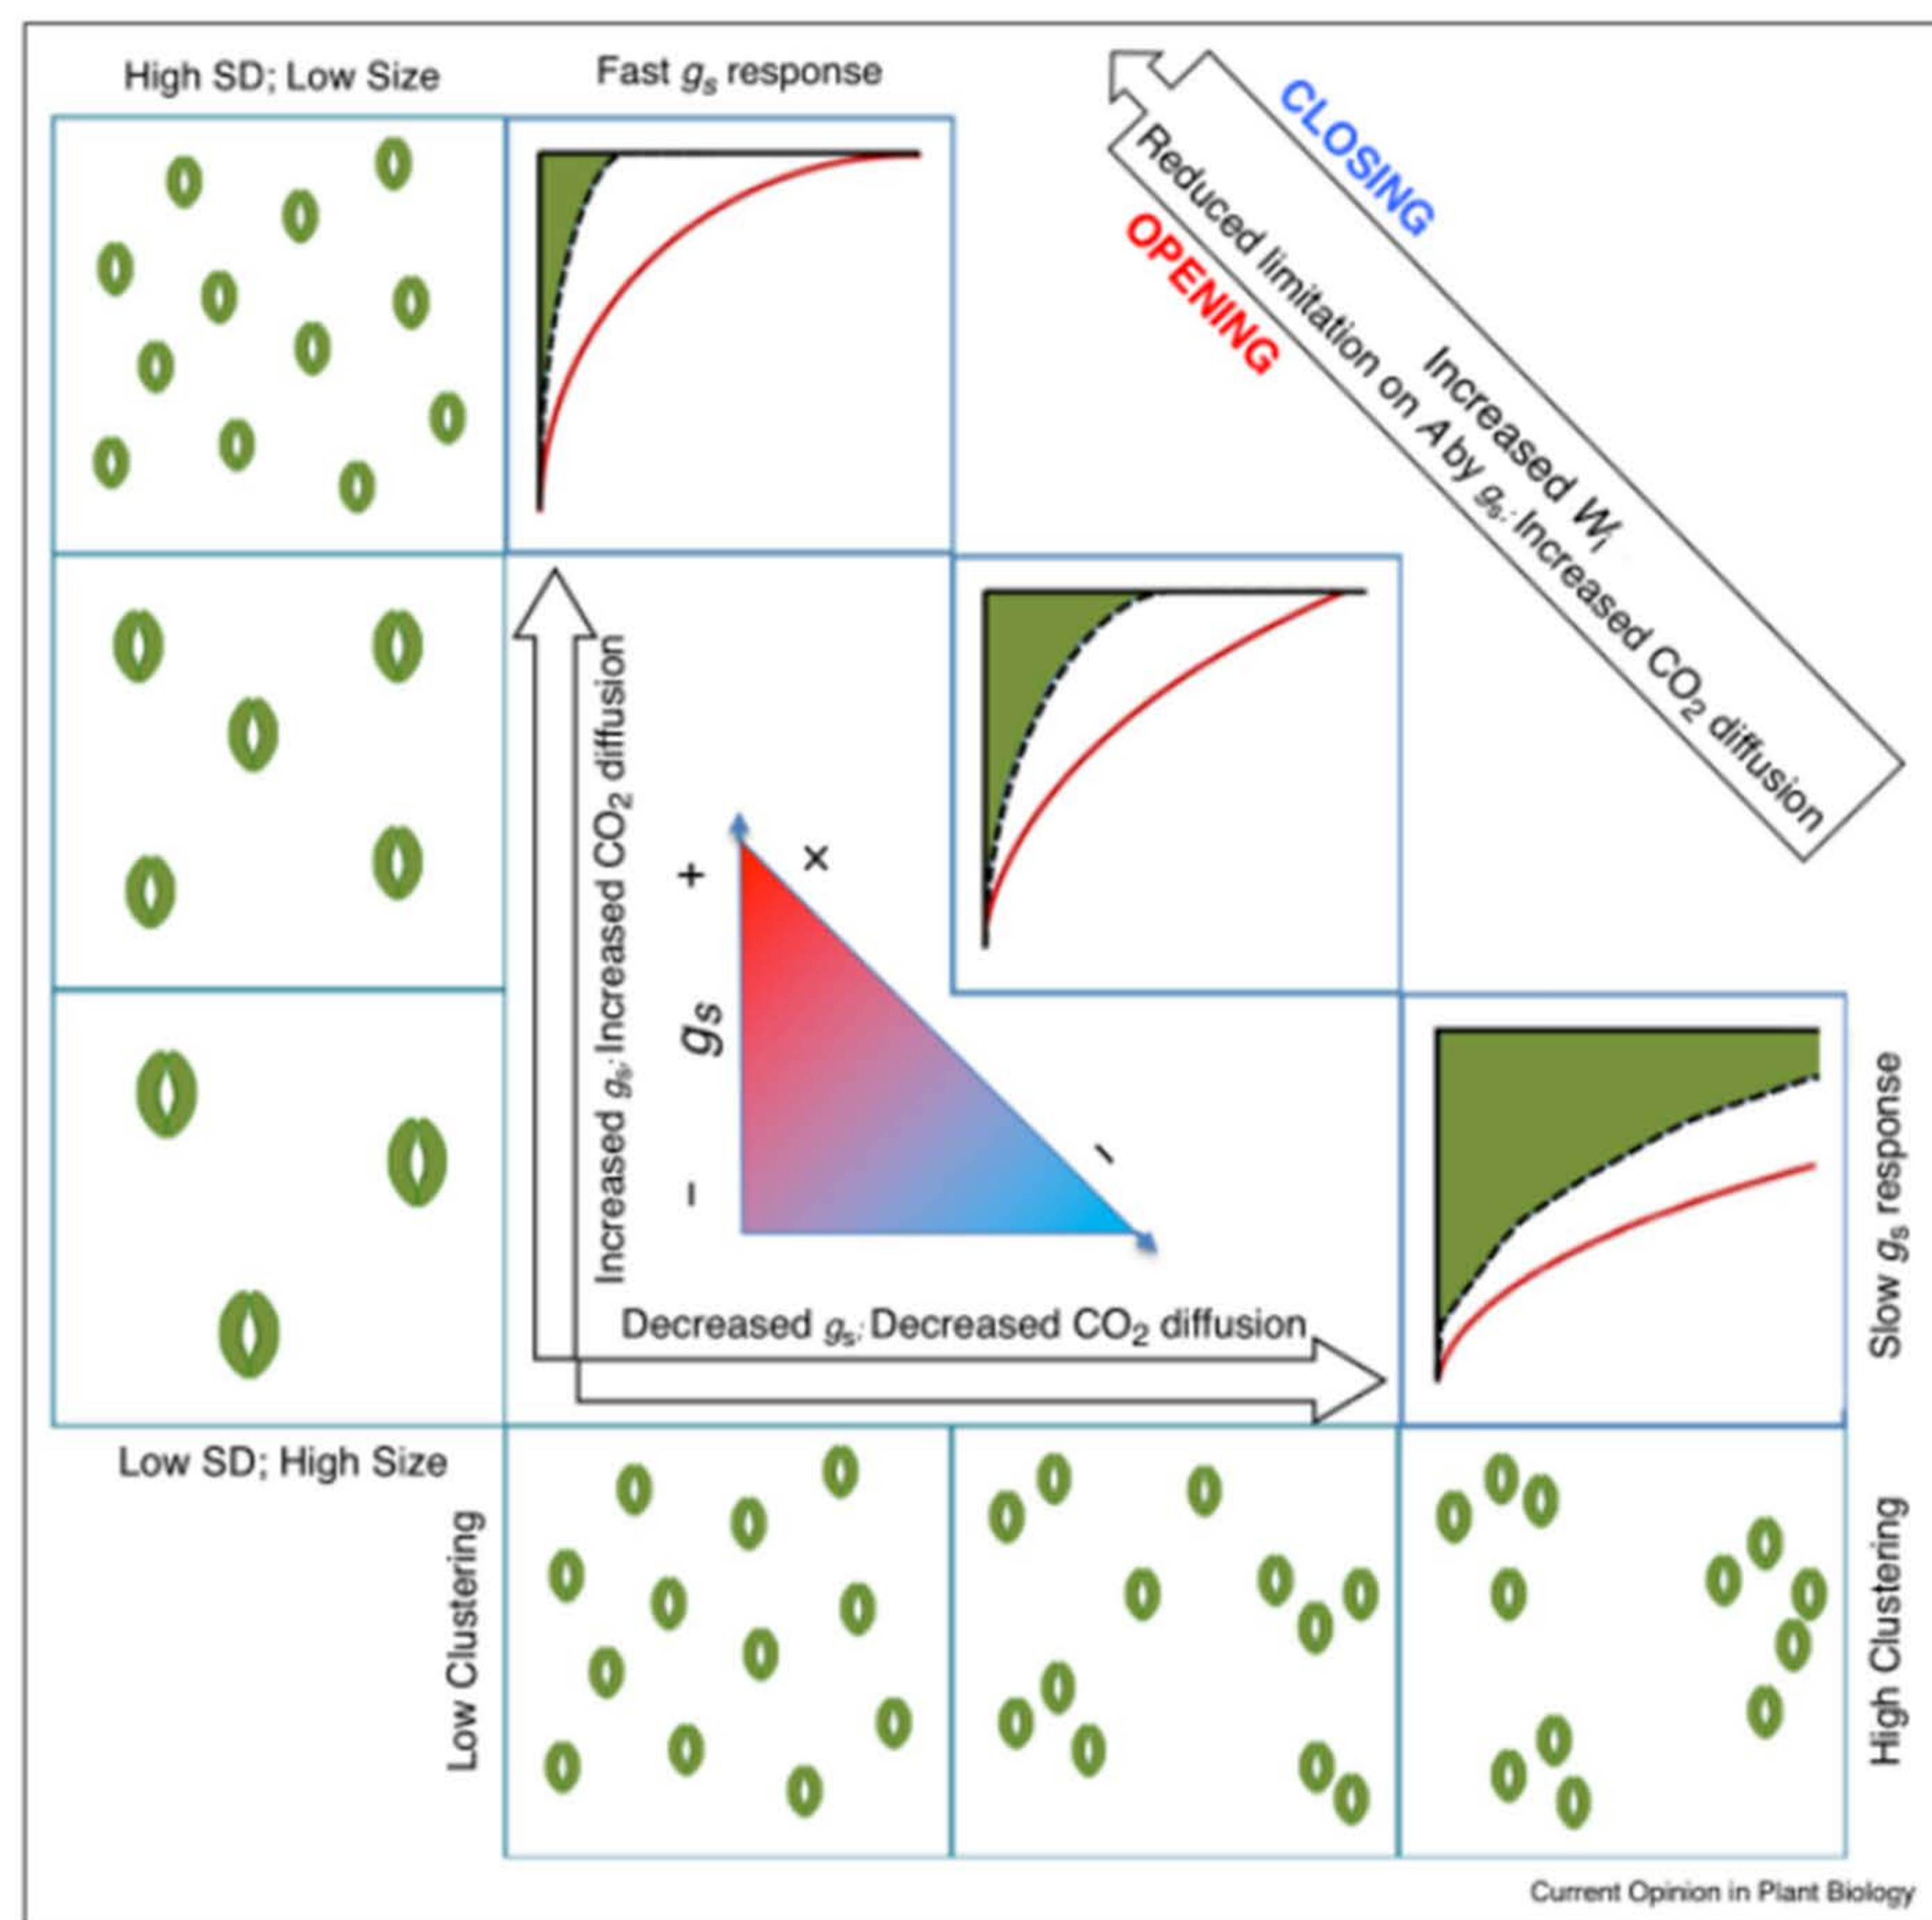 High SD; Low Size
Fast gs response
CLOSING
Increased Wi
Reduced limitation on A by gs; Increased CO2 diffusion
OPENING
Increased gs; Increased CO2 diffusion
+
×
gs
−
−
Decreased gs; Decreased CO2 diffusion
Slow gs response
Low SD; High Size
Low Clustering
High Clustering
Current Opinion in Plant Biology